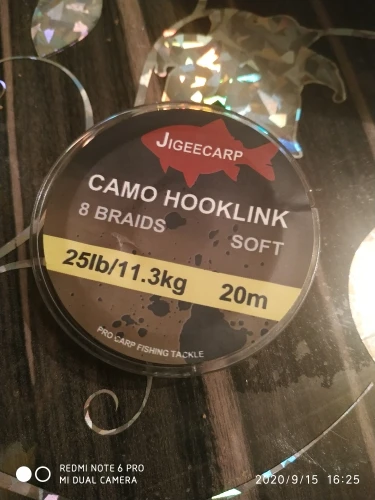 JIGEECARP
CAMO HOOKLINK
8 BRAIDS
SOFT
25lb/11.3kg 20m
PRO CARP FISHING TACKLE
REDMI NOTE 6 PRO
MI DUAL CAMERA
2020/9/15 16:25